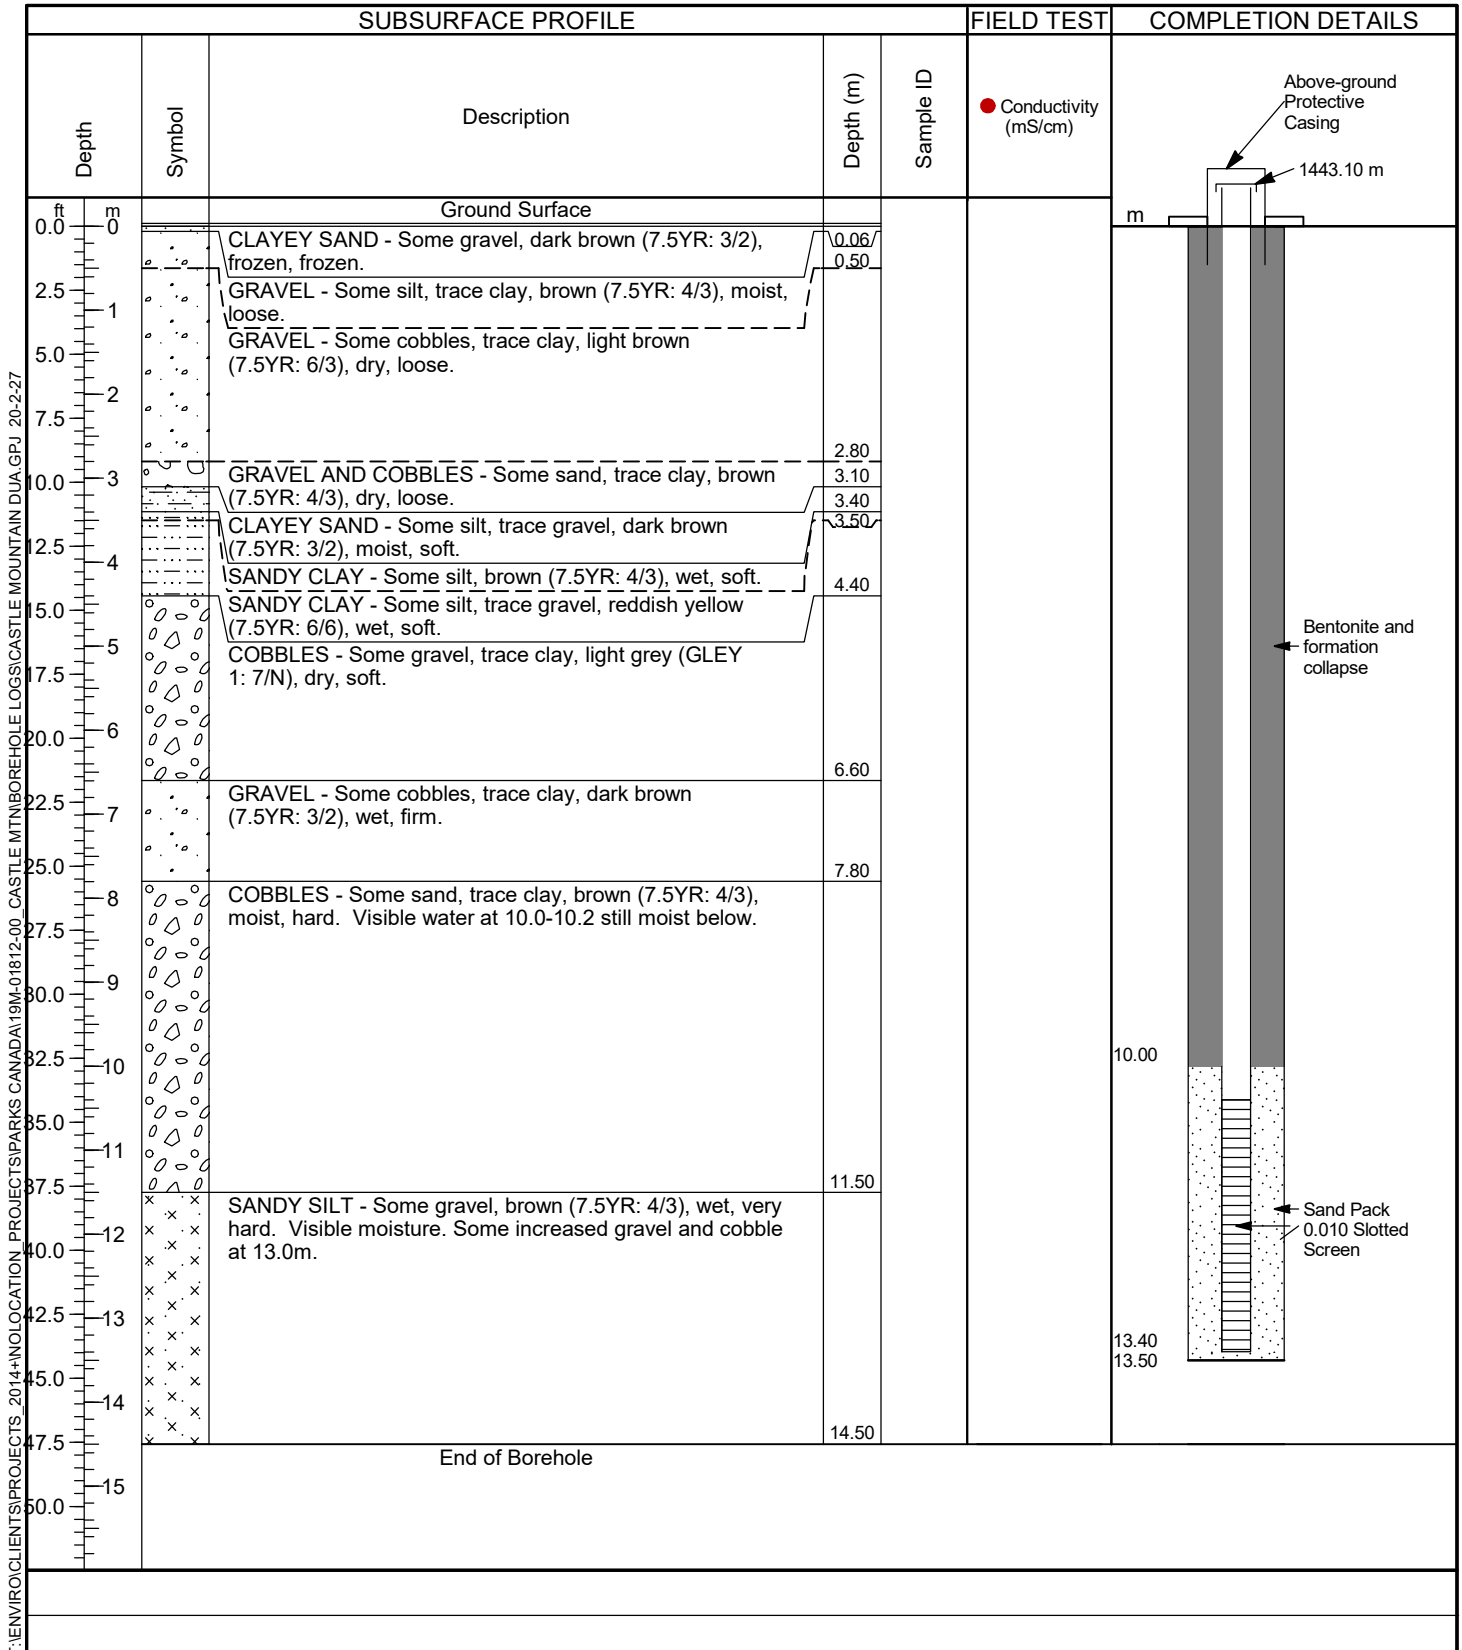 SUBSURFACE PROFILE
FIELD TEST
COMPLETION DETAILS
Depth
Symbol
Description
Depth (m)
Sample ID
Conductivity
(mS/cm)
Above-ground
Protective
Casing
1443.10 m
ft
m
Ground Surface
m
0.0
0
CLAYEY SAND - Some gravel, dark brown (7.5YR: 3/2),
frozen, frozen.
0.06
0.50
GRAVEL - Some silt, trace clay, brown (7.5YR: 4/3), moist,
loose.
2.5
1
GRAVEL - Some cobbles, trace clay, light brown
(7.5YR: 6/3), dry, loose.
5.0
2
7.5
2.80
GRAVEL AND COBBLES - Some sand, trace clay, brown
(7.5YR: 4/3), dry, loose.
3.10
3
10.0
3.40
CLAYEY SAND - Some silt, trace gravel, dark brown
(7.5YR: 3/2), moist, soft.
3.50
12.5
4
SANDY CLAY - Some silt, brown (7.5YR: 4/3), wet, soft.
4.40
SANDY CLAY - Some silt, trace gravel, reddish yellow
(7.5YR: 6/6), wet, soft.
15.0
5
COBBLES - Some gravel, trace clay, light grey (GLEY
1: 7/N), dry, soft.
17.5
Bentonite and
formation
collapse
6
20.0
6.60
GRAVEL - Some cobbles, trace clay, dark brown
(7.5YR: 3/2), wet, firm.
22.5
7
25.0
7.80
COBBLES - Some sand, trace clay, brown (7.5YR: 4/3),
moist, hard.  Visible water at 10.0-10.2 still moist below.
8
27.5
9
30.0
32.5
10
10.00
35.0
11
37.5
11.50
SANDY SILT - Some gravel, brown (7.5YR: 4/3), wet, very
hard.  Visible moisture. Some increased gravel and cobble
at 13.0m.
12
40.0
Sand Pack
0.010 Slotted
Screen
42.5
13
13.40
13.50
45.0
14
47.5
14.50
End of Borehole
15
50.0
:\ENVIRO\CLIENTS\PROJECTS_2014+\NOLOCATION_PROJECTS\PARKS CANADA\19M-01812-00_CASTLE MTN\BOREHOLE LOGS\CASTLE MOUNTAIN DUA.GPJ  20-2-27